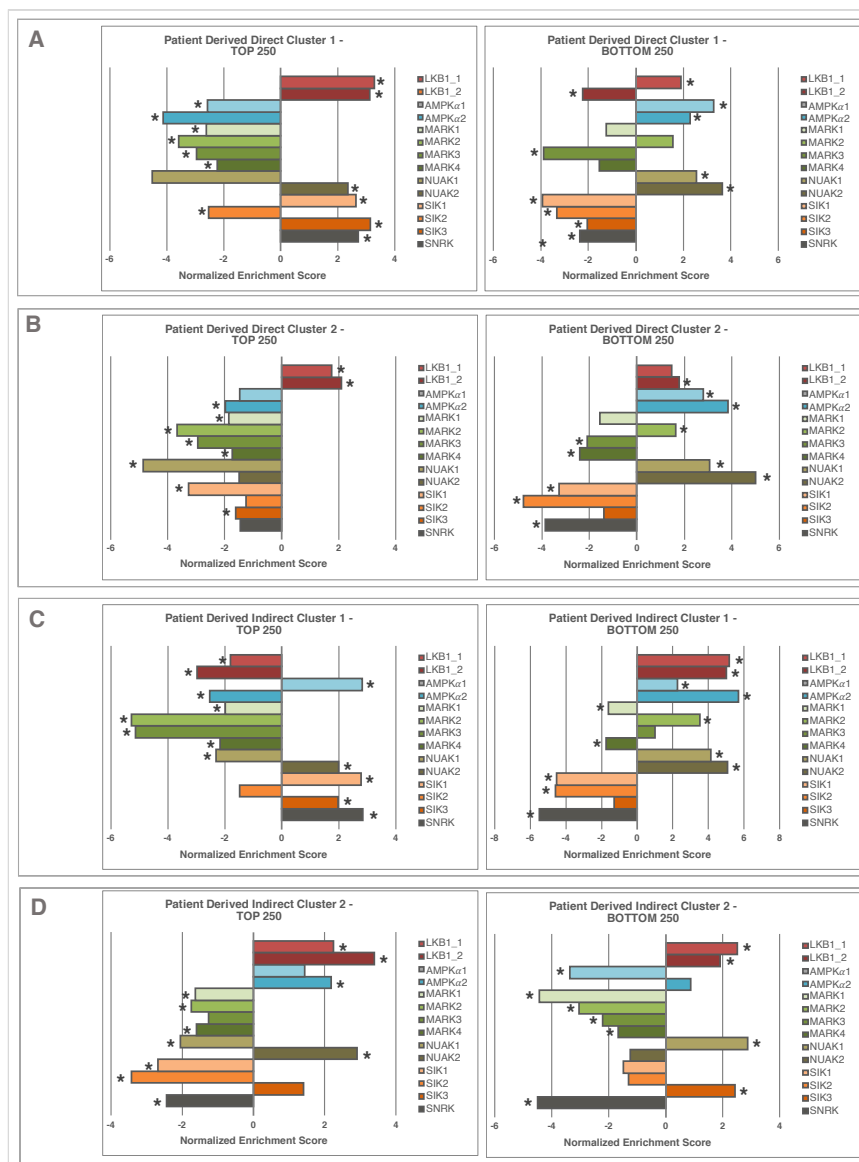 A
Patient Derived Direct Cluster 1 -
TOP 250
* * * * * * * * * * * * *
LKB1_1
LKB1_2
AMPKα1
AMPKα2
MARK1
MARK2
MARK3
MARK4
NUAK1
NUAK2
SIK1
SIK2
SIK3
SNRK
-6 -4 -2 0 2 4
Normalized Enrichment Score
Patient Derived Direct Cluster 1 -
BOTTOM 250
LKB1_1
LKB1_2
AMPKα1
AMPKα2
MARK1
MARK2
MARK3
MARK4
NUAK1
NUAK2
SIK1
SIK2
SIK3
SNRK
-6 -4 -2 0 2 4 6
Normalized Enrichment Score
B
Patient Derived Direct Cluster 2 -
TOP 250
LKB1_1
LKB1_2
AMPKα1
AMPKα2
MARK1
MARK2
MARK3
MARK4
NUAK1
NUAK2
SIK1
SIK2
SIK3
SNRK
-6 -4 -2 0 2 4
Normalized Enrichment Score
Patient Derived Direct Cluster 2 -
BOTTOM 250
LKB1_1
LKB1_2
AMPKα1
AMPKα2
MARK1
MARK2
MARK3
MARK4
NUAK1
NUAK2
SIK1
SIK2
SIK3
SNRK
-6 -4 -2 0 2 4 6
Normalized Enrichment Score
C
Patient Derived Indirect Cluster 1 -
TOP 250
LKB1_1
LKB1_2
AMPKα1
AMPKα2
MARK1
MARK2
MARK3
MARK4
NUAK1
NUAK2
SIK1
SIK2
SIK3
SNRK
-6 -4 -2 0 2 4
Normalized Enrichment Score
Patient Derived Indirect Cluster 1 -
BOTTOM 250
LKB1_1
LKB1_2
AMPKα1
AMPKα2
MARK1
MARK2
MARK3
MARK4
NUAK1
NUAK2
SIK1
SIK2
SIK3
SNRK
-8 -6 -4 -2 0 2 4 6 8
Normalized Enrichment Score
D
Patient Derived Indirect Cluster 2 -
TOP 250
LKB1_1
LKB1_2
AMPKα1
AMPKα2
MARK1
MARK2
MARK3
MARK4
NUAK1
NUAK2
SIK1
SIK2
SIK3
SNRK
-4 -2 0 2 4
Normalized Enrichment Score
Patient Derived Indirect Cluster 2 -
BOTTOM 250
LKB1_1
LKB1_2
AMPKα1
AMPKα2
MARK1
MARK2
MARK3
MARK4
NUAK1
NUAK2
SIK1
SIK2
SIK3
SNRK
-6 -4 -2 0 2 4 6
Normalized Enrichment Score